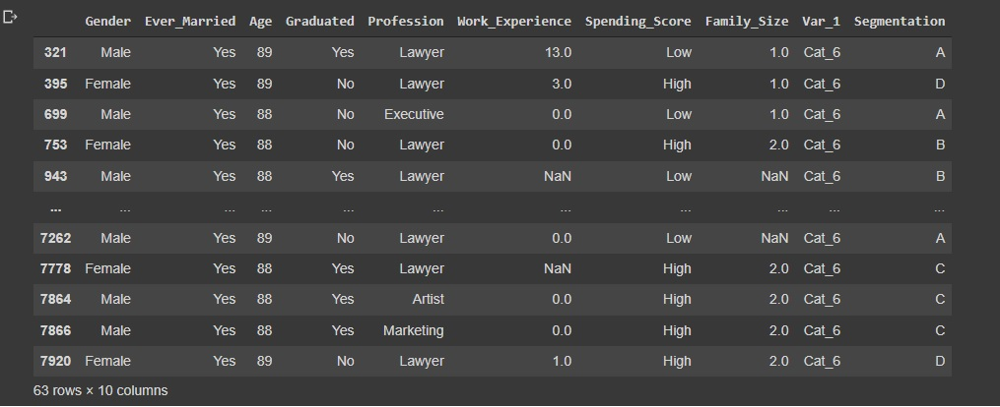 Gender Ever_Married Age Graduated Profession Work_Experience Spending_Score Family_Size Var_1 Segmentation
321 Male Yes 89 Yes Lawyer 13.0 Low 1.0 Cat_6 A
395 Female Yes 89 No Lawyer 3.0 High 1.0 Cat_6 D
699 Male Yes 88 No Executive 0.0 Low 1.0 Cat_6 A
753 Female Yes 88 No Lawyer 0.0 High 2.0 Cat_6 B
943 Male Yes 88 Yes Lawyer NaN Low NaN Cat_6 B
... ... ... ... ... ... ... ... ... ... ...
7262 Male Yes 89 No Lawyer 0.0 Low NaN Cat_6 A
7778 Female Yes 88 Yes Lawyer NaN High 2.0 Cat_6 C
7864 Male Yes 88 Yes Artist 0.0 High 2.0 Cat_6 C
7866 Male Yes 88 Yes Marketing 0.0 High 2.0 Cat_6 C
7920 Female Yes 89 No Lawyer 1.0 High 2.0 Cat_6 D
63 rows × 10 columns